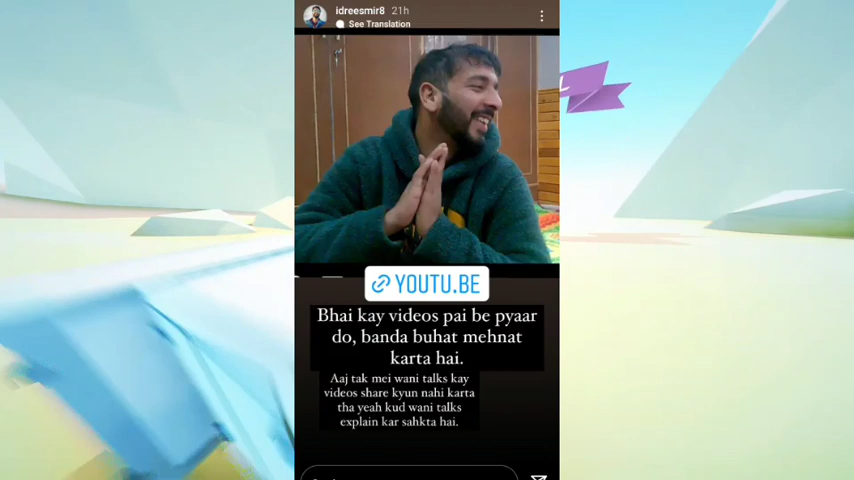 idreesmir8 21h
See Translation
YOUTU.BE
Bhai kay videos pai be pyaar
do, banda buhat mehnat
karta hai.
Aaj tak mei wani talks kay
videos share kyun nahi karta
tha yeah kud wani talks
explain kar sahkta hai.